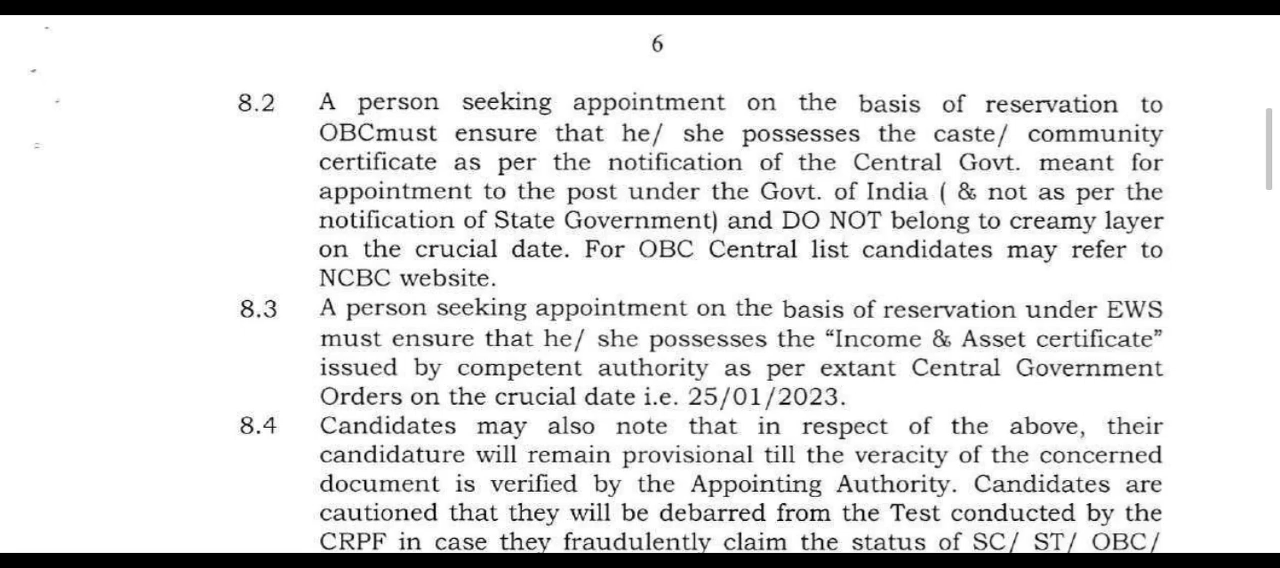 6
8.2 A person seeking appointment on the basis of reservation to
OBCmust ensure that he/ she possesses the caste/ community
certificate as per the notification of the Central Govt. meant for
appointment to the post under the Govt. of India ( & not as per the
notification of State Government) and DO NOT belong to creamy layer
on the crucial date. For OBC Central list candidates may refer to
NCBC website.
8.3 A person seeking appointment on the basis of reservation under EWS
must ensure that he/ she possesses the “Income & Asset certificate”
issued by competent authority as per extant Central Government
Orders on the crucial date i.e. 25/01/2023.
8.4 Candidates may also note that in respect of the above, their
candidature will remain provisional till the veracity of the concerned
document is verified by the Appointing Authority. Candidates are
cautioned that they will be debarred from the Test conducted by the
CRPF in case they fraudulently claim the status of SC/ ST/ OBC/